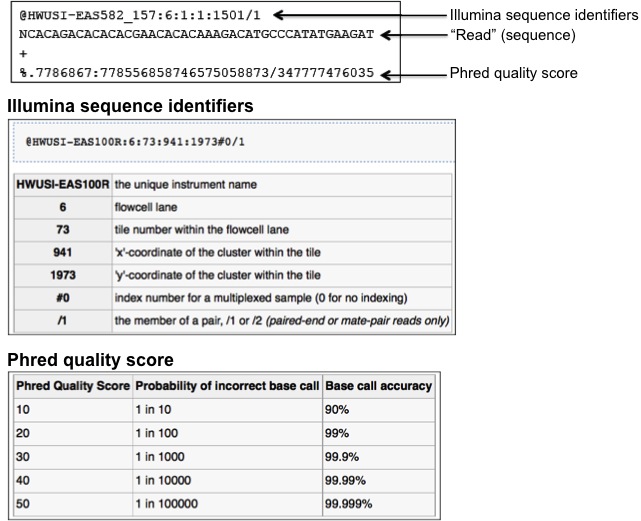 @HWUSI-EAS582_157:6:1:1:1501/1 Illumina sequence identifiers
NCACAGACACACACGAACACACAAAGACATGCCCATATGAAGAT “Read” (sequence)
+
%.7786867:778556858746575058873/347777476035 Phred quality score
Illumina sequence identifiers
@HWUSI-EAS100R:6:73:941:1973#0/1
HWUSI-EAS100R the unique instrument name
6 flowcell lane
73 tile number within the flowcell lane
941 'x'-coordinate of the cluster within the tile
1973 'y'-coordinate of the cluster within the tile
#0 index number for a multiplexed sample (0 for no indexing)
/1 the member of a pair, /1 or /2 (paired-end or mate-pair reads only)
Phred quality score
Phred Quality Score Probability of incorrect base call Base call accuracy
10 1 in 10 90%
20 1 in 100 99%
30 1 in 1000 99.9%
40 1 in 10000 99.99%
50 1 in 100000 99.999%